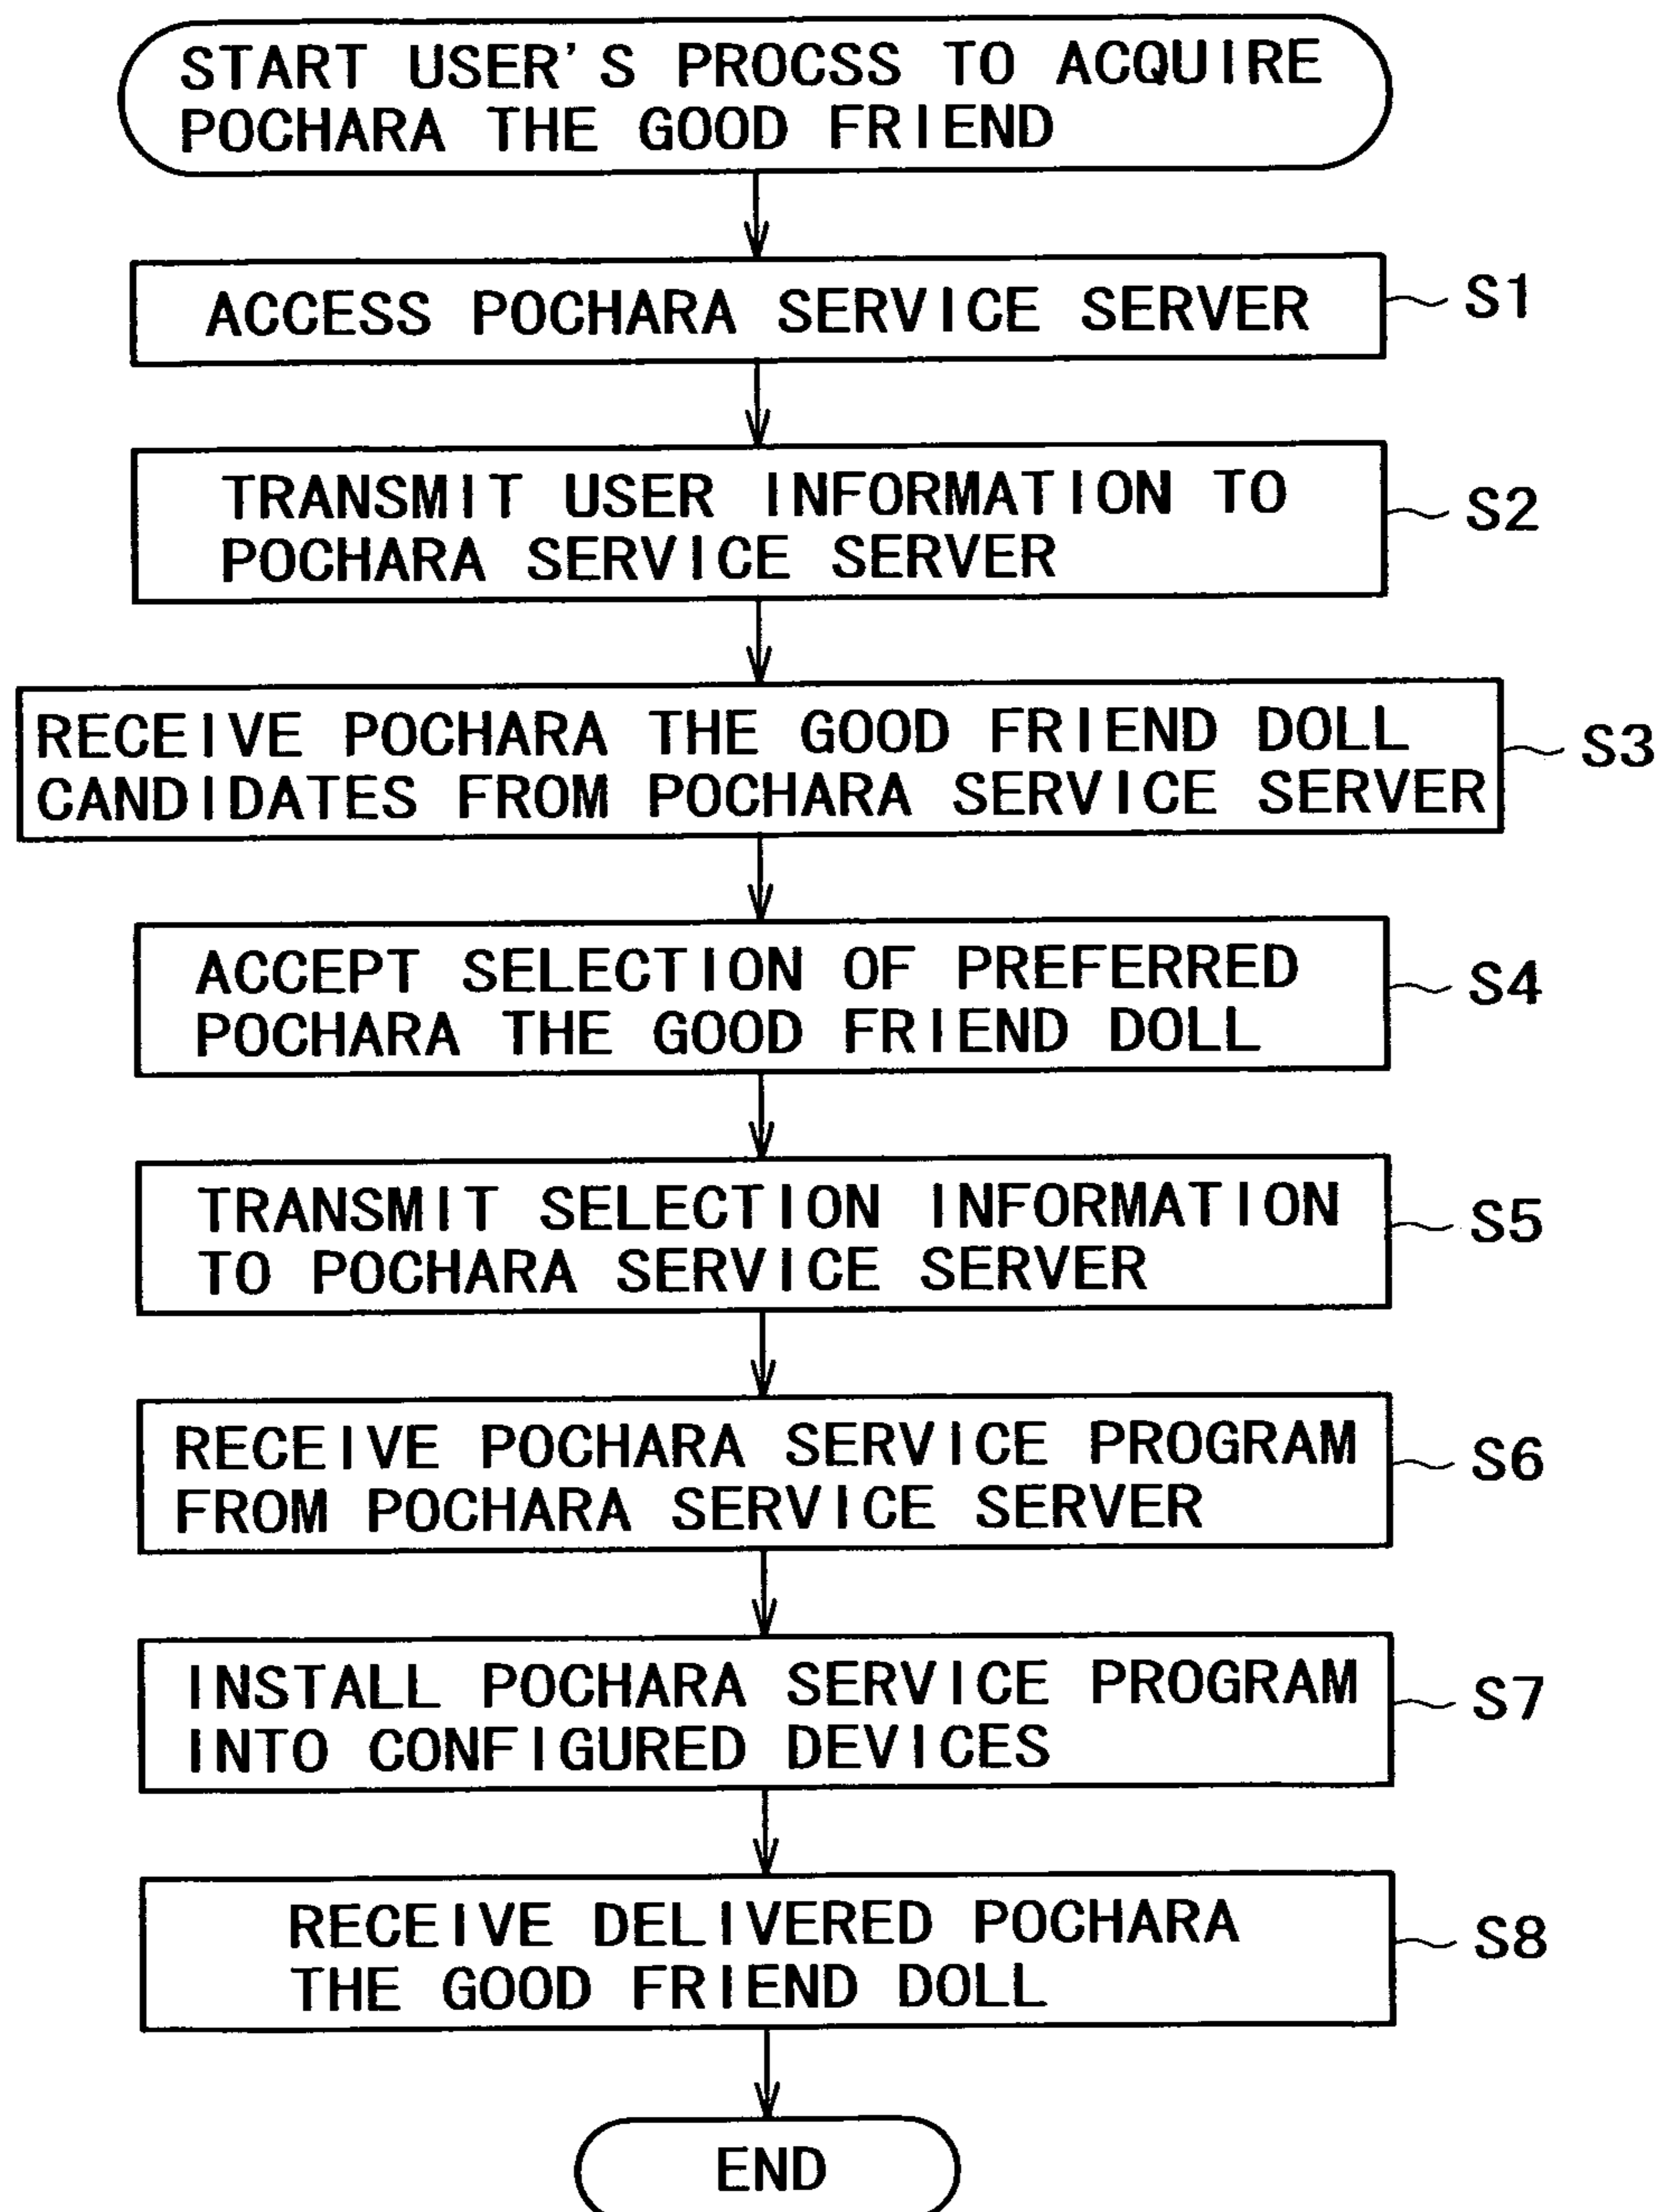 START USER'S PROCSS TO ACQUIRE
POCHARA THE GOOD FRIEND
ACCESS POCHARA SERVICE SERVER
S1
TRANSMIT USER INFORMATION TO
POCHARA SERVICE SERVER
S2
RECEIVE POCHARA THE GOOD FRIEND DOLL
CANDIDATES FROM POCHARA SERVICE SERVER
S3
ACCEPT SELECTION OF PREFERRED
POCHARA THE GOOD FRIEND DOLL
S4
TRANSMIT SELECTION INFORMATION
TO POCHARA SERVICE SERVER
S5
RECEIVE POCHARA SERVICE PROGRAM
FROM POCHARA SERVICE SERVER
S6
INSTALL POCHARA SERVICE PROGRAM
INTO CONFIGURED DEVICES
S7
RECEIVE DELIVERED POCHARA
THE GOOD FRIEND DOLL
S8
END